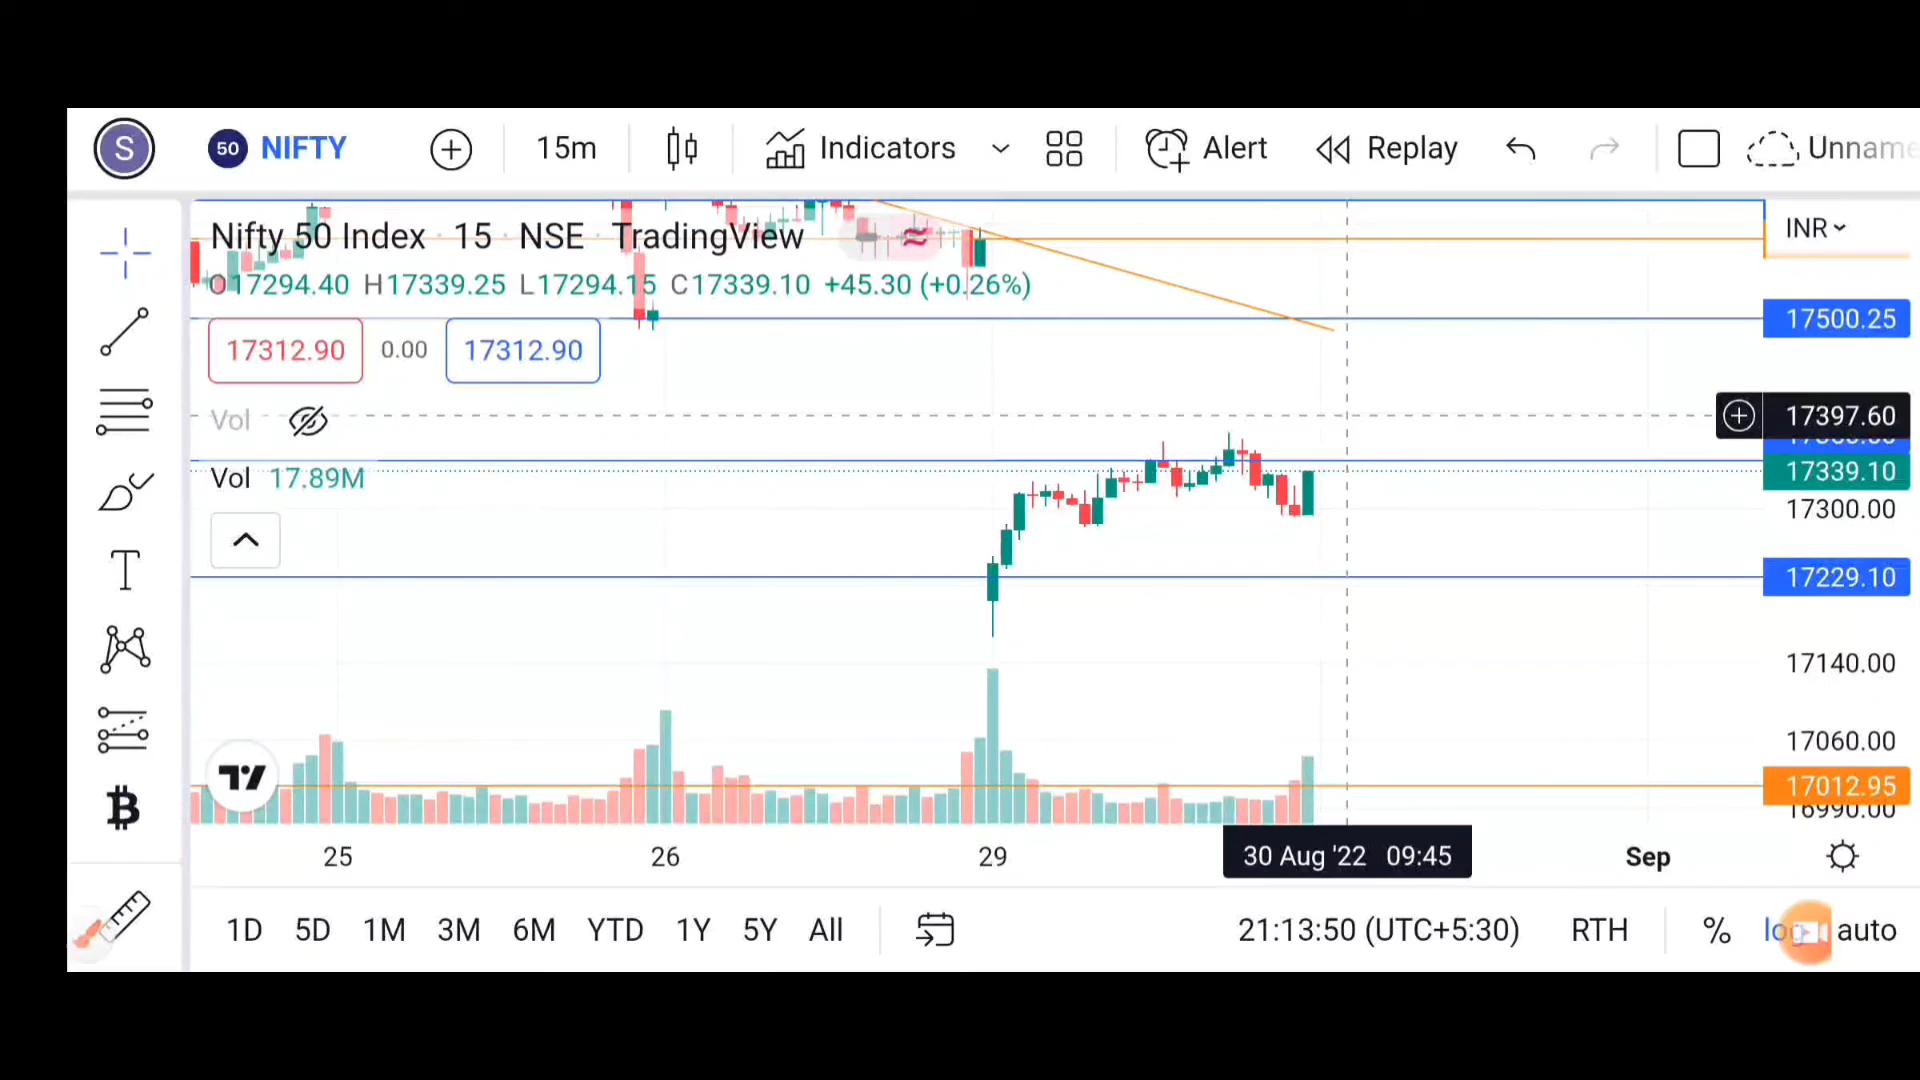 S 50 NIFTY 15m Indicators Alert Replay Unname
Nifty 50 Index · 15 · NSE · TradingView INR
O17294.40 H17339.25 L17294.15 C17339.10 +45.30 (+0.26%)
17500.25
17312.90 0.00 17312.90
Vol 17397.60
Vol 17.89M 17339.10
17300.00
17229.10
17140.00
17060.00
17012.95
16990.00
25 26 29 30 Aug '22 09:45 Sep
1D 5D 1M 3M 6M YTD 1Y 5Y All 21:13:50 (UTC+5:30) RTH % log auto